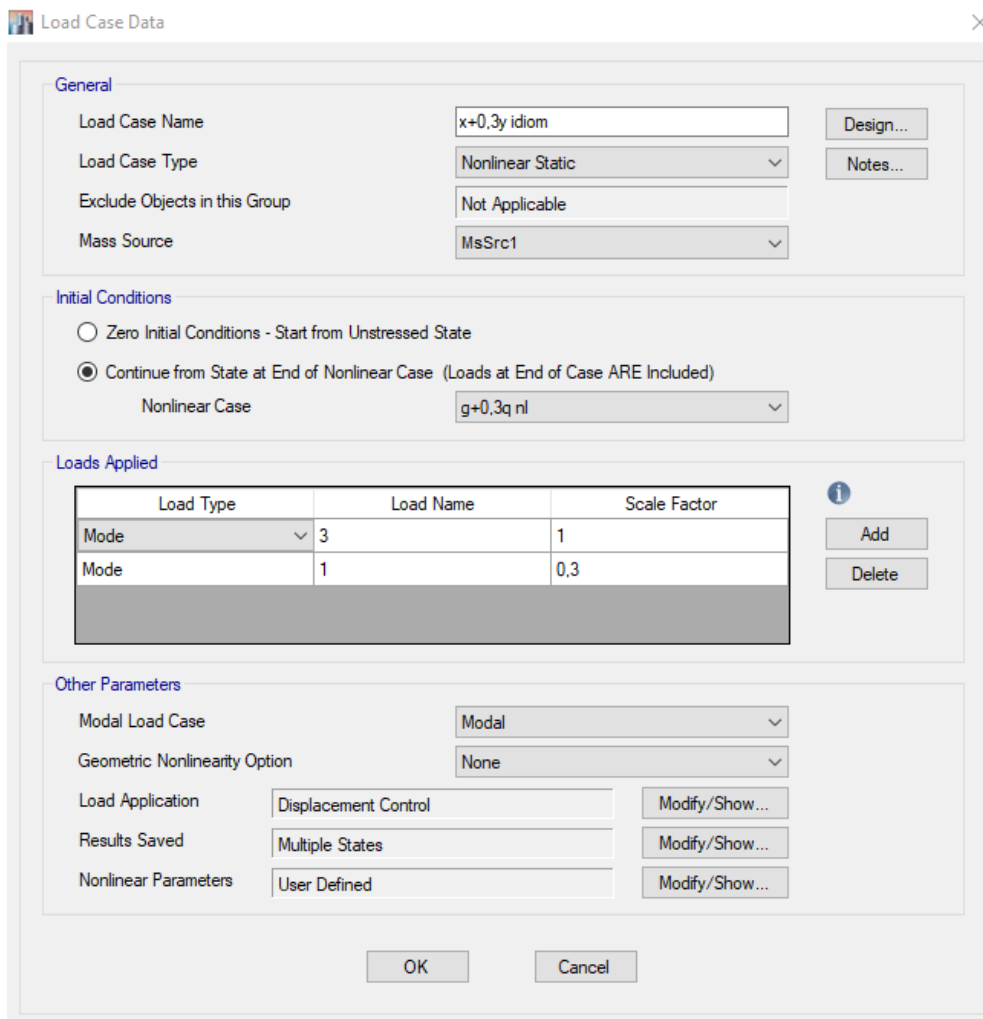 Load Case Data
General
Load Case Name x+0,3y idiom Design...
Load Case Type Nonlinear Static Notes...
Exclude Objects in this Group Not Applicable
Mass Source MsSrc1
Initial Conditions
Zero Initial Conditions - Start from Unstressed State
Continue from State at End of Nonlinear Case (Loads at End of Case ARE Included)
Nonlinear Case g+0,3q nl
Loads Applied
Load Type Load Name Scale Factor
Mode 3 1 Add
Mode 1 0,3 Delete
Other Parameters
Modal Load Case Modal
Geometric Nonlinearity Option None
Load Application Displacement Control Modify/Show...
Results Saved Multiple States Modify/Show...
Nonlinear Parameters User Defined Modify/Show...
OK Cancel